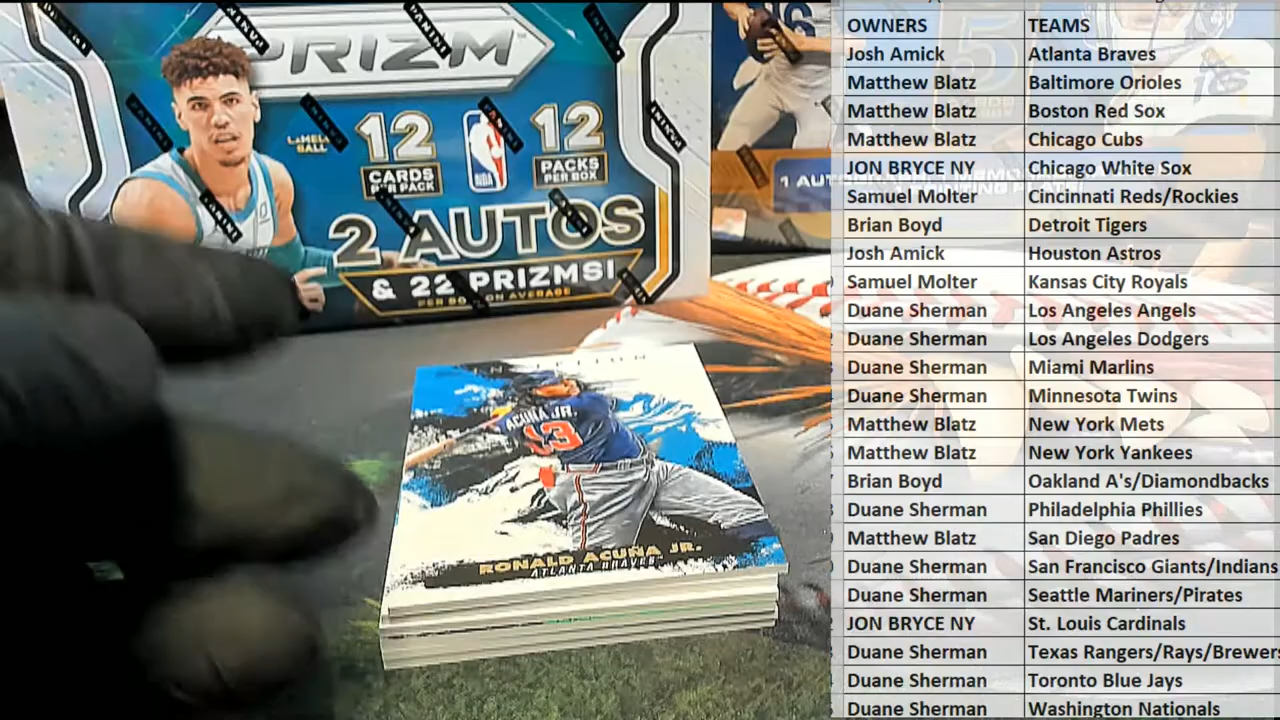 PRIZM
LAMELO BALL
12 CARDS PER PACK
NBA
12 PACKS PER BOX
2 AUTOS
& 22 PRIZMS!
PER BOX, ON AVERAGE
INCEPTION
ACUÑA JR.
13
RONALD ACUÑA JR.
ATLANTA BRAVES
OWNERS TEAMS
Josh Amick Atlanta Braves
Matthew Blatz Baltimore Orioles
Matthew Blatz Boston Red Sox
Matthew Blatz Chicago Cubs
JON BRYCE NY Chicago White Sox
Samuel Molter Cincinnati Reds/Rockies
Brian Boyd Detroit Tigers
Josh Amick Houston Astros
Samuel Molter Kansas City Royals
Duane Sherman Los Angeles Angels
Duane Sherman Los Angeles Dodgers
Duane Sherman Miami Marlins
Duane Sherman Minnesota Twins
Matthew Blatz New York Mets
Matthew Blatz New York Yankees
Brian Boyd Oakland A's/Diamondbacks
Duane Sherman Philadelphia Phillies
Matthew Blatz San Diego Padres
Duane Sherman San Francisco Giants/Indians
Duane Sherman Seattle Mariners/Pirates
JON BRYCE NY St. Louis Cardinals
Duane Sherman Texas Rangers/Rays/Brewers
Duane Sherman Toronto Blue Jays
Duane Sherman Washington Nationals